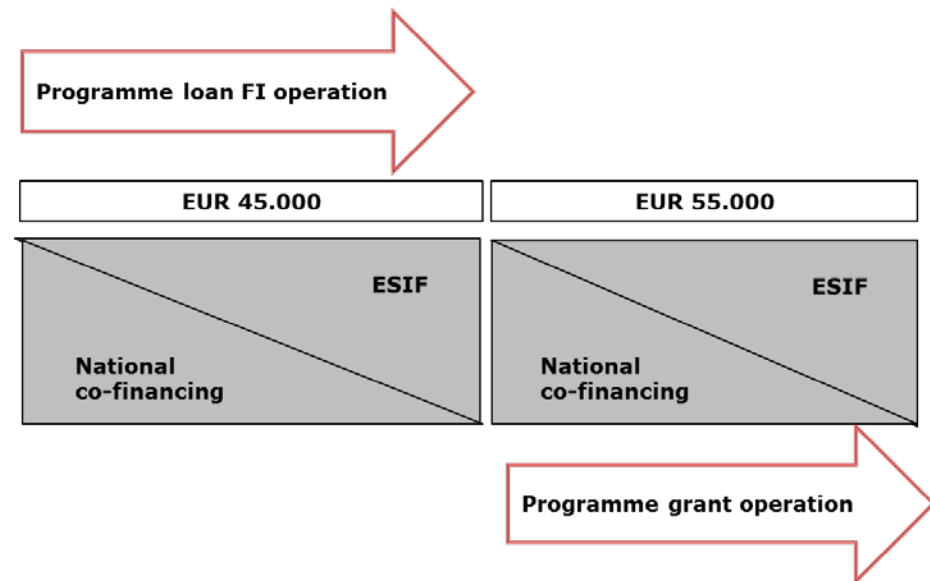 Programme loan FI operation
EUR 45.000
EUR 55.000
ESIF
ESIF
National
co-financing
National
co-financing
Programme grant operation